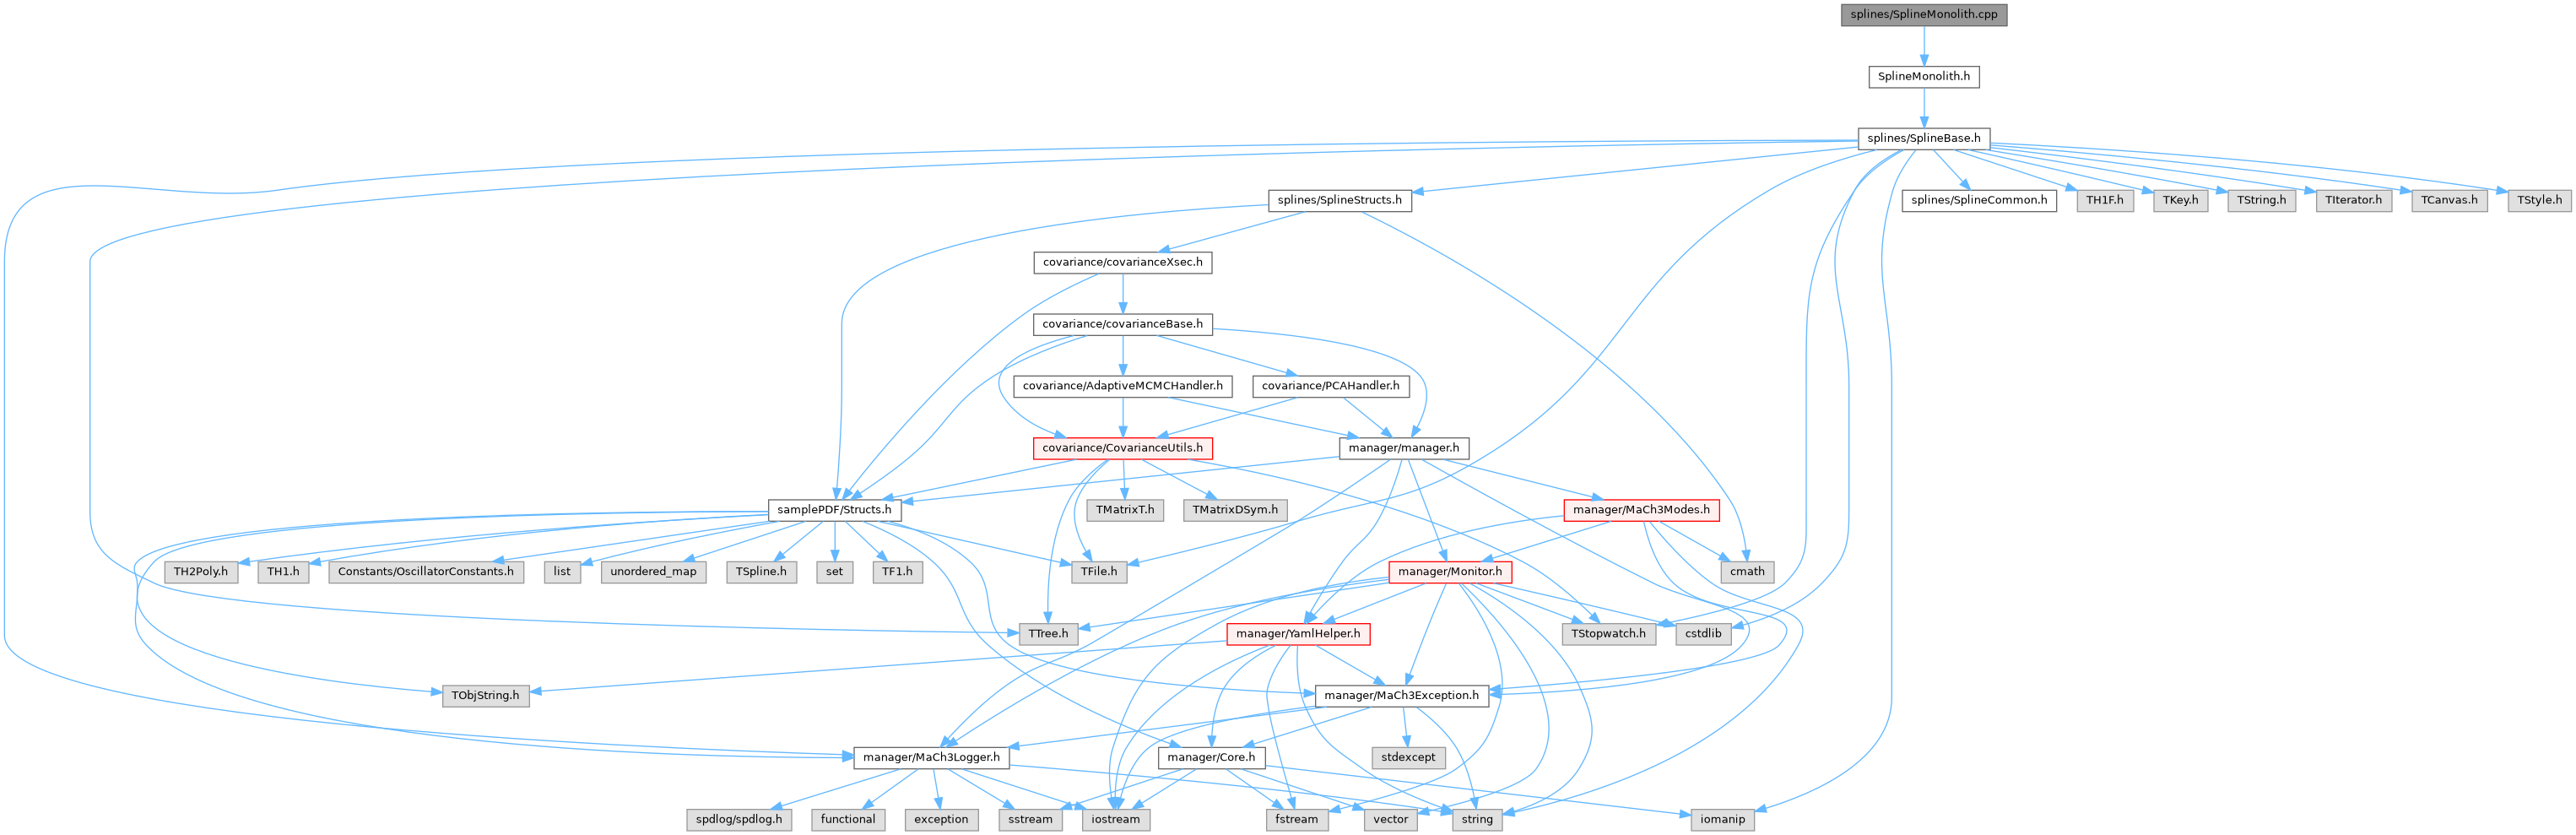 splines/SplineMonolith.cpp
SplineMonolith.h
splines/SplineBase.h
splines/SplineStructs.h
splines/SplineCommon.h
TH1F.h
TKey.h
TString.h
TIterator.h
TCanvas.h
TStyle.h
covariance/covarianceXsec.h
covariance/covarianceBase.h
covariance/AdaptiveMCMCHandler.h
covariance/PCAHandler.h
covariance/CovarianceUtils.h
manager/manager.h
samplePDF/Structs.h
TMatrixT.h
TMatrixDSym.h
manager/MaCh3Modes.h
TH2Poly.h
TH1.h
Constants/OscillatorConstants.h
list
unordered_map
TSpline.h
set
TF1.h
TFile.h
manager/Monitor.h
cmath
TTree.h
manager/YamlHelper.h
TStopwatch.h
cstdlib
TObjString.h
manager/MaCh3Exception.h
manager/MaCh3Logger.h
manager/Core.h
stdexcept
spdlog/spdlog.h
functional
exception
sstream
iostream
fstream
vector
string
iomanip